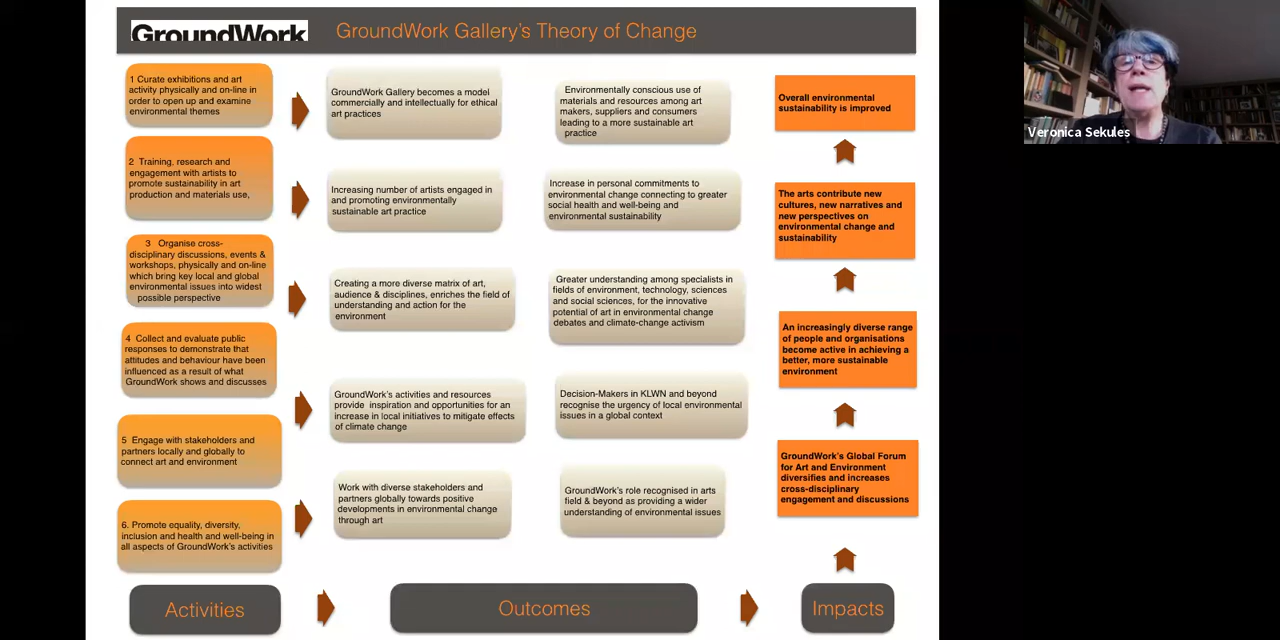 GroundWork
GroundWork Gallery's Theory of Change
1 Curate exhibitions and art
activity physically and on-line in
order to open up and examine
environmental themes
2 Training, research and
engagement with artists to
promote sustainability in art
production and materials use,
3 Organise cross-
disciplinary discussions, events &
workshops, physically and on-line
which bring key local and global
environmental issues into widest
possible perspective
4 Collect and evaluate public
responses to demonstrate that
attitudes and behaviour have been
influenced as a result of what
GroundWork shows and discusses
5 Engage with stakeholders and
partners locally and globally to
connect art and environment
6. Promote equality, diversity,
inclusion and health and well-being in
all aspects of GroundWork's activities
GroundWork Gallery becomes a model
commercially and intellectually for ethical
art practices
Increasing number of artists engaged in
and promoting environmentally
sustainable art practice
Creating a more diverse matrix of art,
audience & disciplines, enriches the field of
understanding and action for the
environment
GroundWork's activities and resources
provide inspiration and opportunities for an
increase in local initiatives to mitigate effects
of climate change
Work with diverse stakeholders and
partners globally towards positive
developments in environmental change
through art
Environmentally conscious use of
materials and resources among art
makers, suppliers and consumers
leading to a more sustainable art
practice
Increase in personal commitments to
environmental change connecting to greater
social health and well-being and
environmental sustainability
Greater understanding among specialists in
fields of environment, technology, sciences
and social sciences, for the innovative
potential of art in environmental change
debates and climate-change activism
Decision-Makers in KLWN and beyond
recognise the urgency of local environmental
issues in a global context
GroundWork's role recognised in arts
field & beyond as providing a wider
understanding of environmental issues
Overall environmental
sustainability is improved
The arts contribute new
cultures, new narratives and
new perspectives on
environmental change and
sustainability
An increasingly diverse range
of people and organisations
become active in achieving a
better, more sustainable
environment
GroundWork's Global Forum
for Art and Environment
diversifies and increases
cross-disciplinary
engagement and discussions
Activities
Outcomes
Impacts
Veronica Sekules